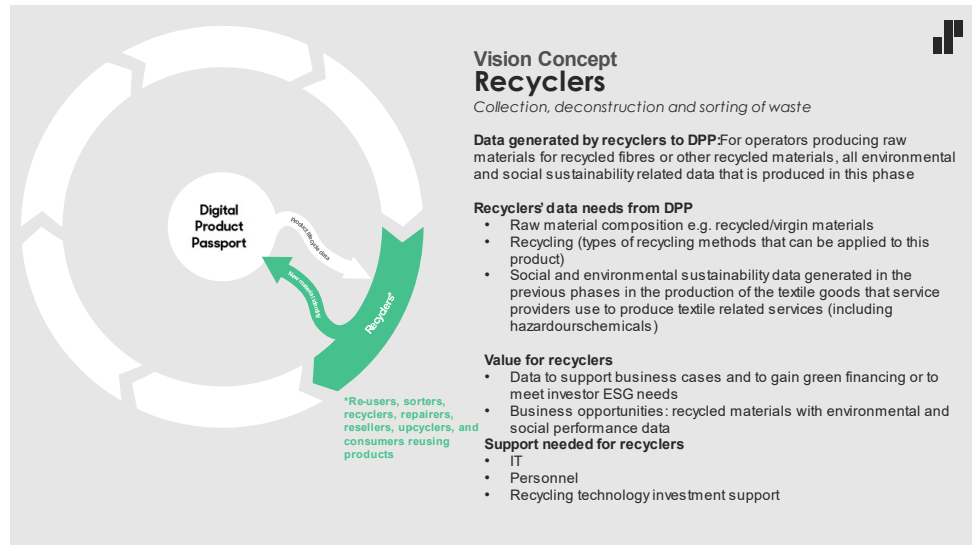 Vision Concept
Recyclers
Collection, deconstruction and sorting of waste
Data generated by recyclers to DPP:For operators producing raw
materials for recycled fibres or other recycled materials, all environmental
and social sustainability related data that is produced in this phase
Recyclers' data needs from DPP
• Raw material composition e.g. recycled/virgin materials
• Recycling (types of recycling methods that can be applied to this
product)
• Social and environmental sustainability data generated in the
previous phases in the production of the textile goods that service
providers use to produce textile related services (including
hazardourschemicals)
Value for recyclers
• Data to support business cases and to gain green financing or to
meet investor ESG needs
• Business opportunities: recycled materials with environmental and
social performance data
Support needed for recyclers
• IT
• Personnel
• Recycling technology investment support
Digital
Product
Passport
Product lifecycle data
New material identity
Recyclers*
*Re-users, sorters,
recyclers, repairers,
resellers, upcyclers, and
consumers reusing
products